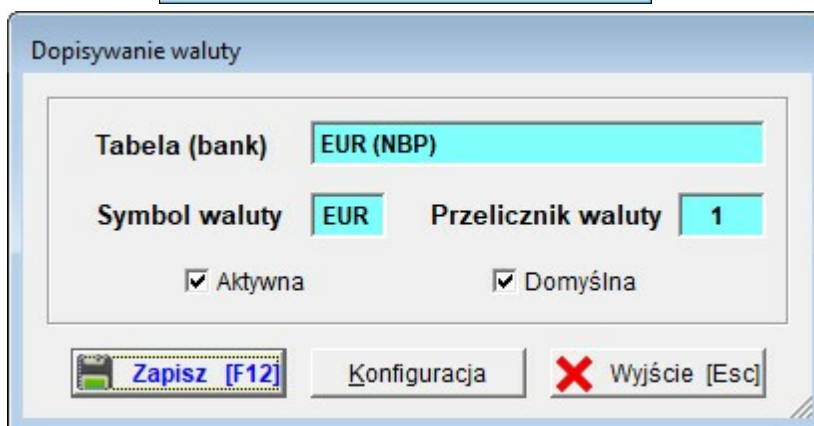 Dopisywanie waluty
Tabela (bank) EUR (NBP)
Symbol waluty EUR Przelicznik waluty 1
Aktywna Domyślna
Zapisz [F12] Konfiguracja Wyjście [Esc]